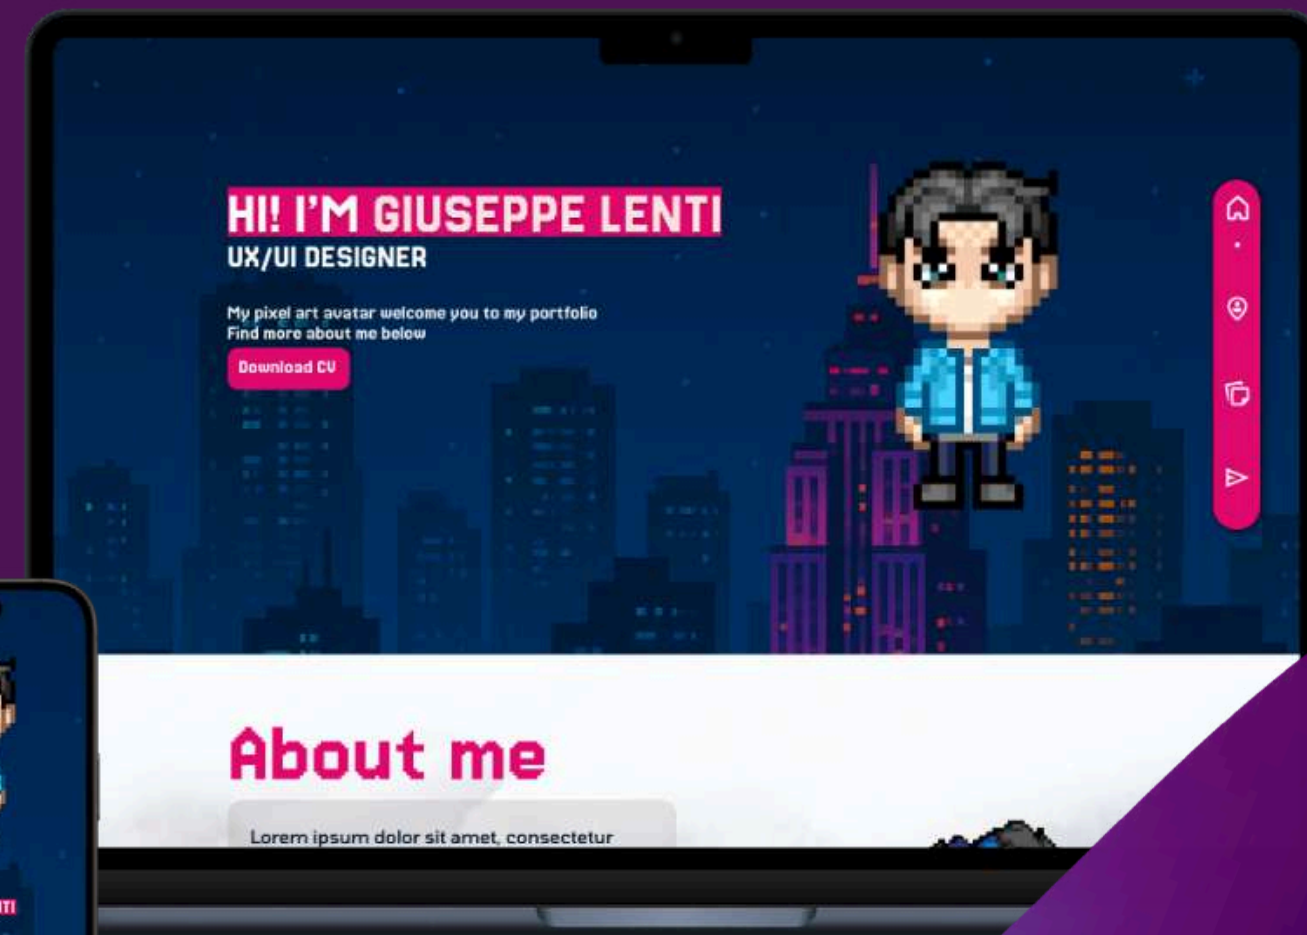 HI! I'M GIUSEPPE LENTI
UX/UI DESIGNER
My pixel art avatar welcome you to my portfolio
Find more about me below
Download CV
About me
Lorem ipsum dolor sit amet, consectetur